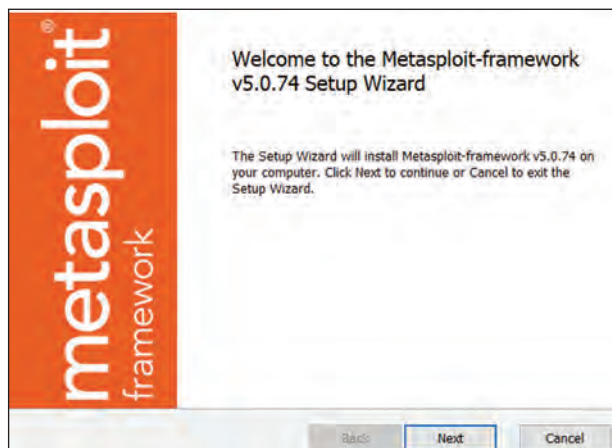 metasploit®
framework
Welcome to the Metasploit-framework
v5.0.74 Setup Wizard
The Setup Wizard will install Metasploit-framework v5.0.74 on
your computer. Click Next to continue or Cancel to exit the
Setup Wizard.
Back Next Cancel